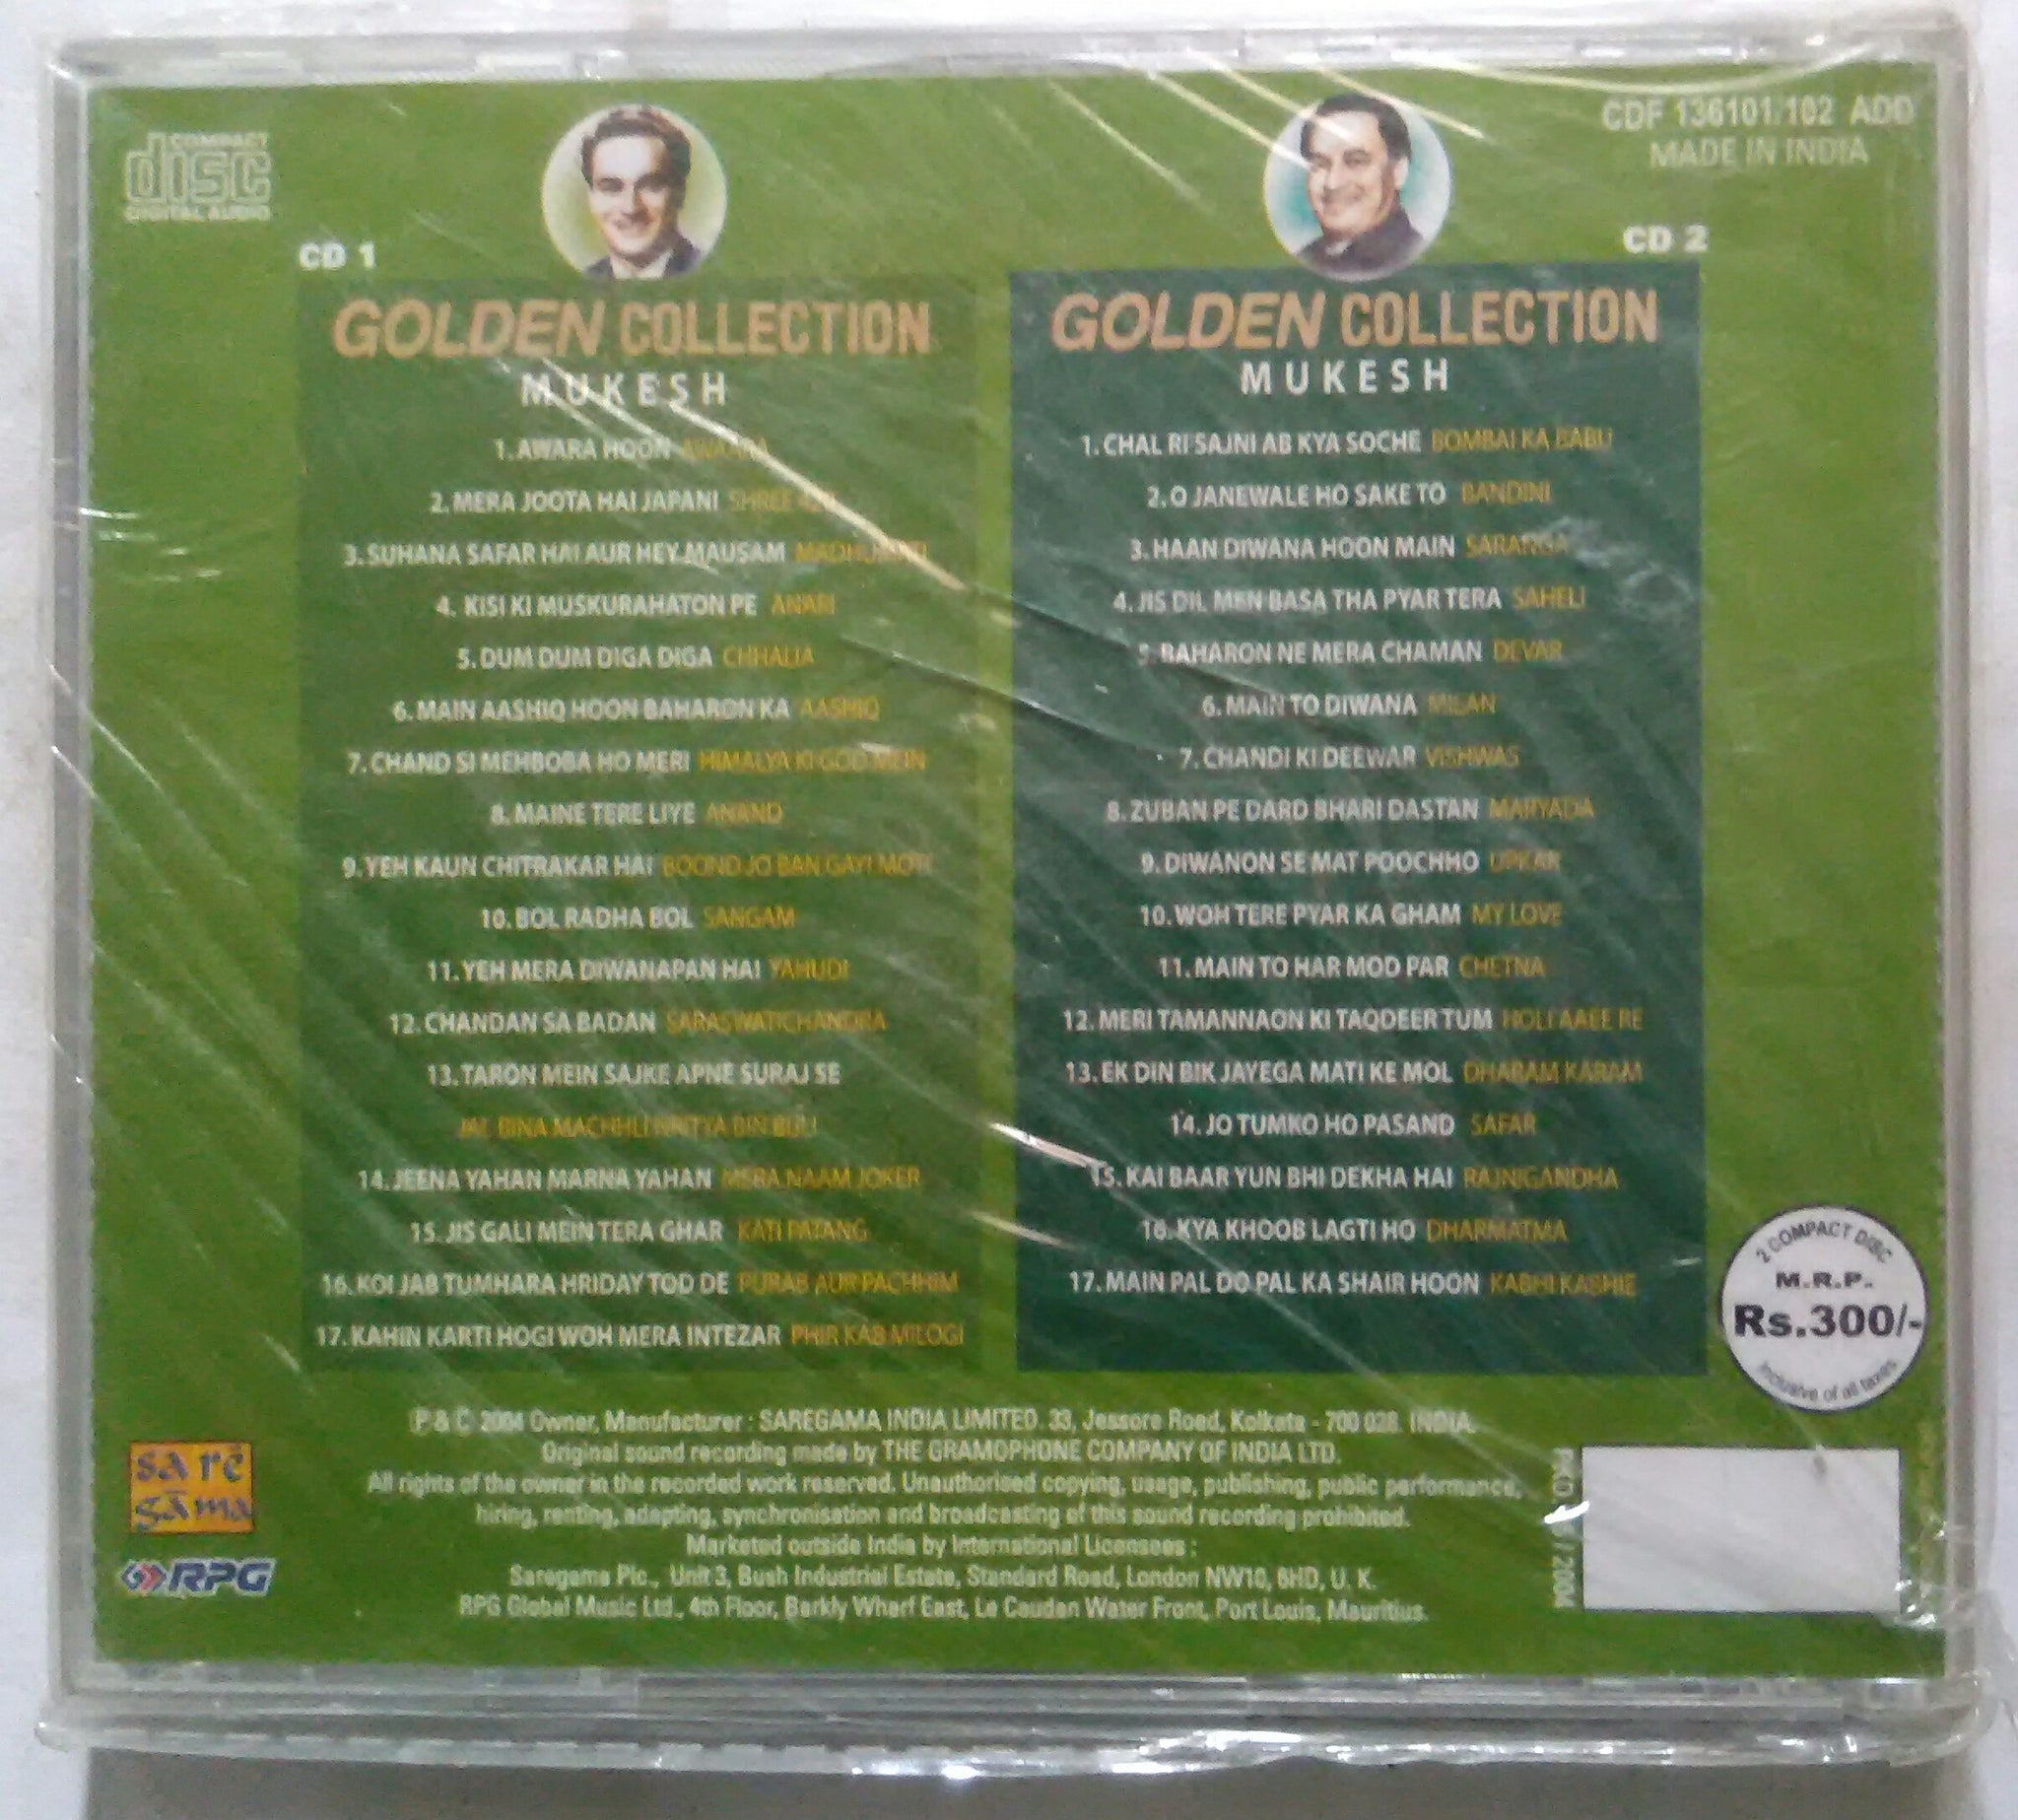 COMPACT
disc
DIGITAL AUDIO
CDF 136101/102 ADD
MADE IN INDIA
CD 1
GOLDEN COLLECTION
MUKESH
1. AWARA HOON AWAARA
2. MERA JOOTA HAI JAPANI SHREE 420
3. SUHANA SAFAR HAI AUR HEY MAUSAM MADHUMATI
4. KISI KI MUSKURAHATON PE ANARI
5. DUM DUM DIGA DIGA CHHALIA
6. MAIN AASHIQ HOON BAHARON KA AASHIQ
7. CHAND SI MEHBOBA HO MERI HIMALYA KI GOD MEIN
8. MAINE TERE LIYE ANAND
9. YEH KAUN CHITRAKAR HAI BOOND JO BAN GAYI MOTI
10. BOL RADHA BOL SANGAM
11. YEH MERA DIWANAPAN HAI YAHUDI
12. CHANDAN SA BADAN SARASWATICHANDRA
13. TARON MEIN SAJKE APNE SURAJ SE
JAL BINA MACHHLI NRITYA BIN BIJLI
14. JEENA YAHAN MARNA YAHAN MERA NAAM JOKER
15. JIS GALI MEIN TERA GHAR KATI PATANG
16. KOI JAB TUMHARA HRIDAY TOD DE PURAB AUR PACHHIM
17. KAHIN KARTI HOGI WOH MERA INTEZAR PHIR KAB MILOGI
CD 2
GOLDEN COLLECTION
MUKESH
1. CHAL RI SAJNI AB KYA SOCHE BOMBAI KA BABU
2. O JANEWALE HO SAKE TO BANDINI
3. HAAN DIWANA HOON MAIN SARANGA
4. JIS DIL MEN BASA THA PYAR TERA SAHELI
5. BAHARON NE MERA CHAMAN DEVAR
6. MAIN TO DIWANA MILAN
7. CHANDI KI DEEWAR VISHWAS
8. ZUBAN PE DARD BHARI DASTAN MARYADA
9. DIWANON SE MAT POOCHHO UPKAR
10. WOH TERE PYAR KA GHAM MY LOVE
11. MAIN TO HAR MOD PAR CHETNA
12. MERI TAMANNAON KI TAQDEER TUM HOLI AAEE RE
13. EK DIN BIK JAYEGA MATI KE MOL DHARAM KARAM
14. JO TUMKO HO PASAND SAFAR
15. KAI BAAR YUN BHI DEKHA HAI RAJNIGANDHA
16. KYA KHOOB LAGTI HO DHARMATMA
17. MAIN PAL DO PAL KA SHAIR HOON KABHI KABHIE
2 COMPACT DISC
M.R.P.
Rs.300/-
Inclusive of all taxes
P & C 2004 Owner, Manufacturer : SAREGAMA INDIA LIMITED. 33, Jessore Road, Kolkata - 700 028. INDIA.
Original sound recording made by THE GRAMOPHONE COMPANY OF INDIA LTD.
All rights of the owner in the recorded work reserved. Unauthorised copying, usage, publishing, public performance,
hiring, renting, adapting, synchronisation and broadcasting of this sound recording prohibited.
Marketed outside India by International Licensees :
Saregama Plc., Unit 3, Bush Industrial Estate, Standard Road, London NW10, 6HD, U. K.
RPG Global Music Ltd., 4th Floor, Barkly Wharf East, Le Caudan Water Front, Port Louis, Mauritius.
sa rē
gāma
RPG
/ 2004